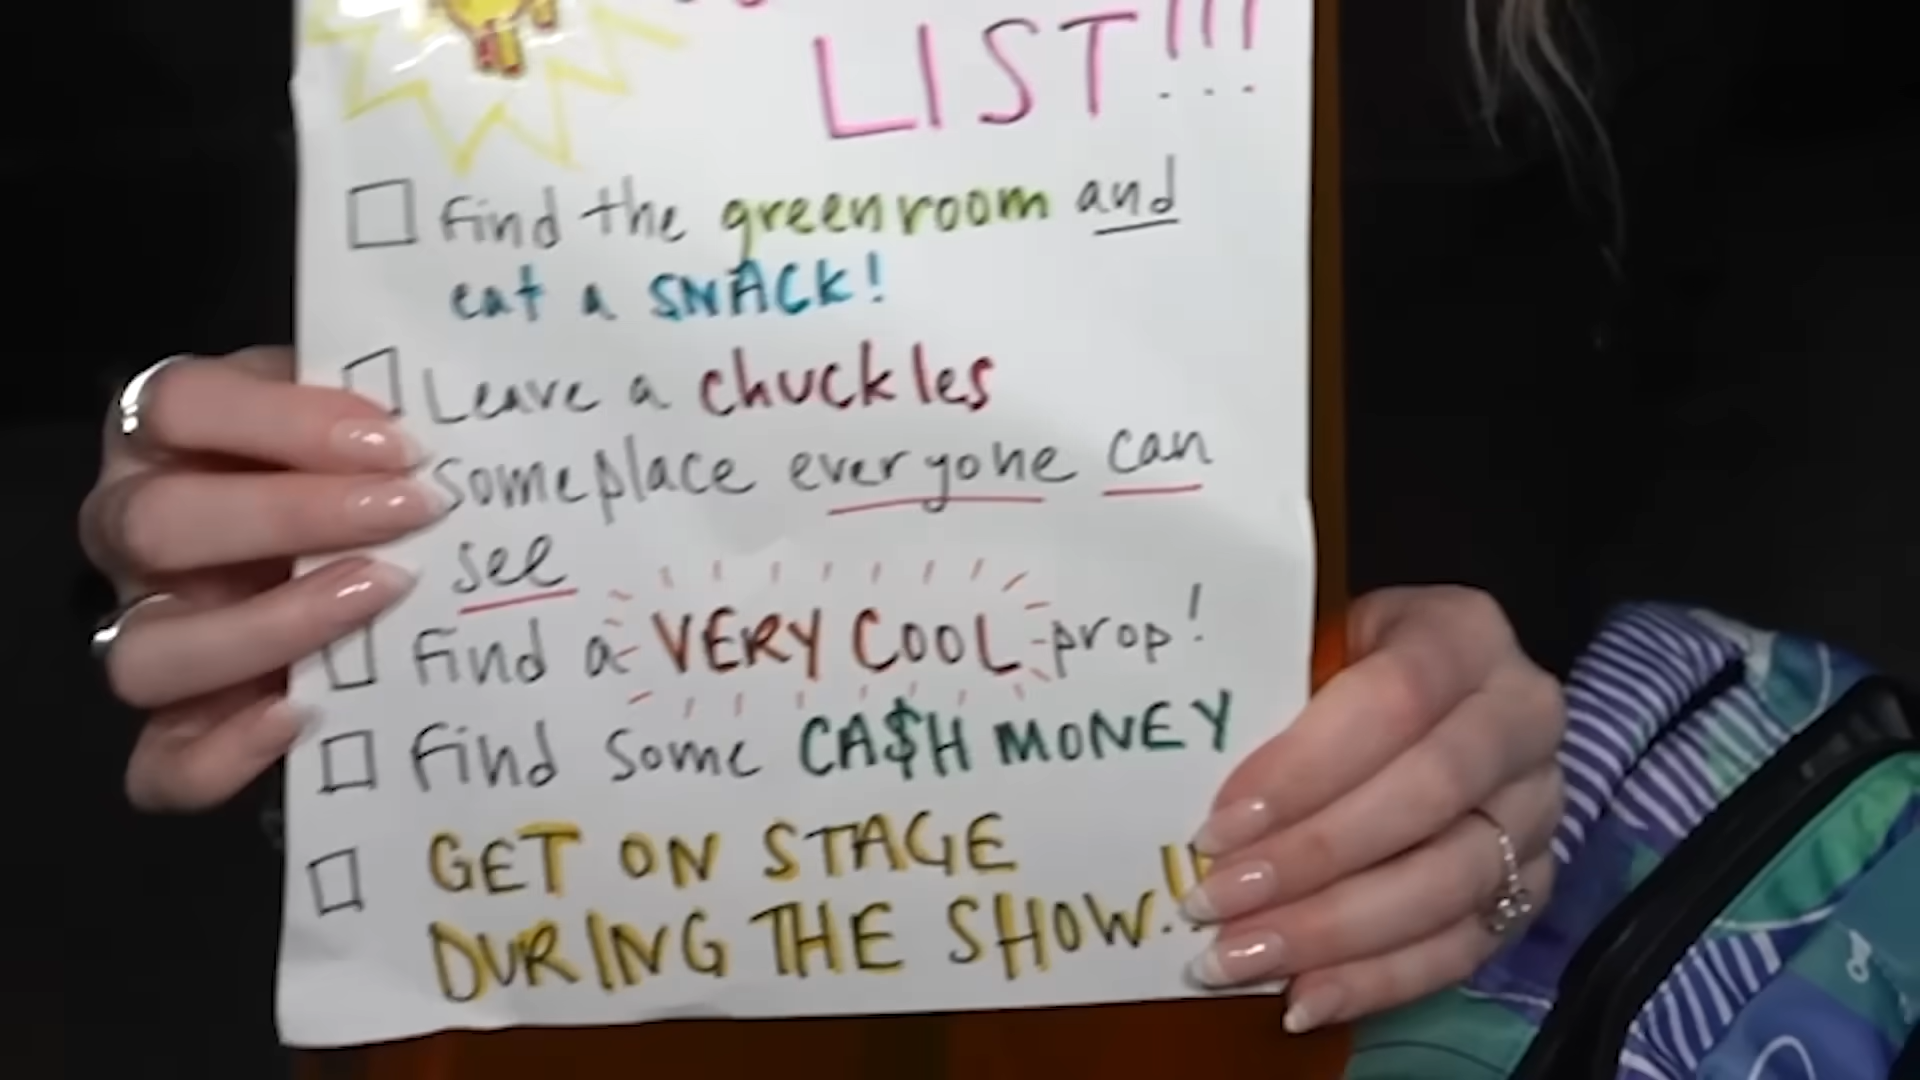 LIST!!!
Find the greenroom and
eat a SNACK!
Leave a chuckles
someplace everyone can
see
Find a VERY COOL prop!
Find some CA$H MONEY
GET ON STAGE
DURING THE SHOW!!